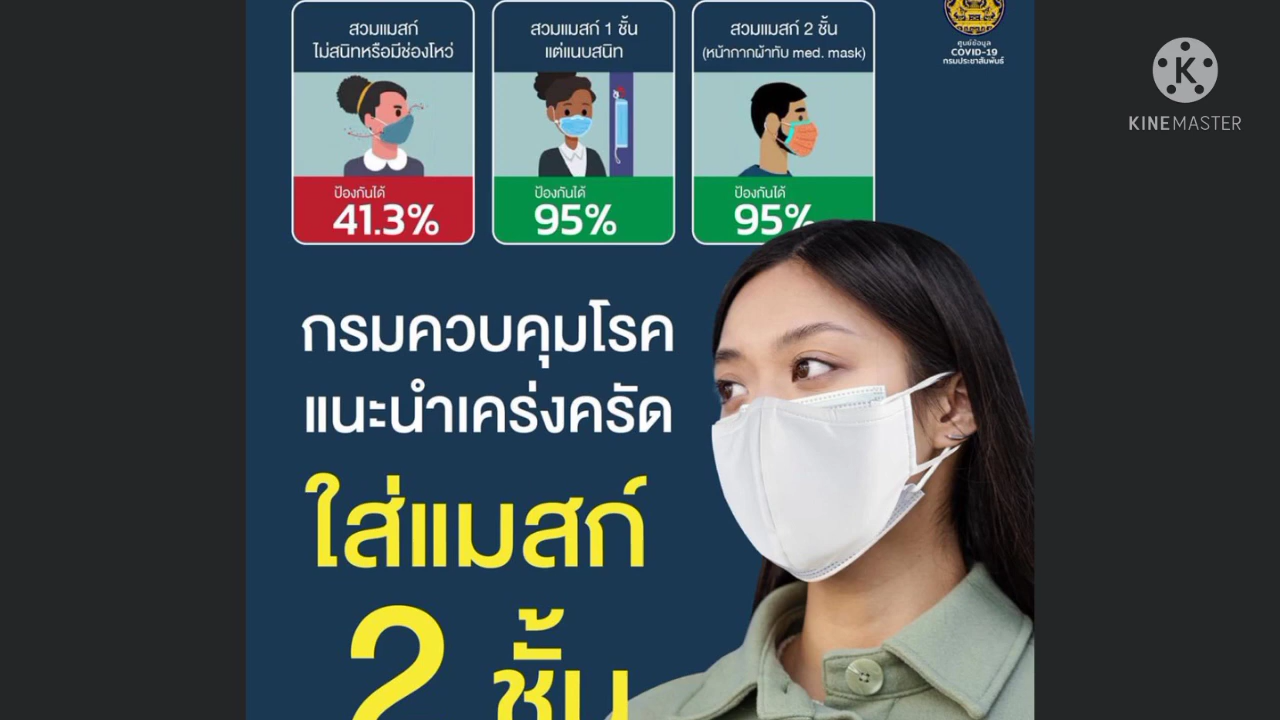 สวมแมสก์
ไม่สนิทหรือมีช่องโหว่
ป้องกันได้
41.3%
สวมแมสก์ 1 ชั้น
แต่แนบสนิท
ป้องกันได้
95%
สวมแมสก์ 2 ชั้น
(หน้ากากผ้าทับ med. mask)
ป้องกันได้
95%
ศูนย์ข้อมูล
COVID-19
กรมประชาสัมพันธ์
K
KINEMASTER
กรมควบคุมโรค
แนะนำเคร่งครัด
ใส่แมสก์
2 ชั้น